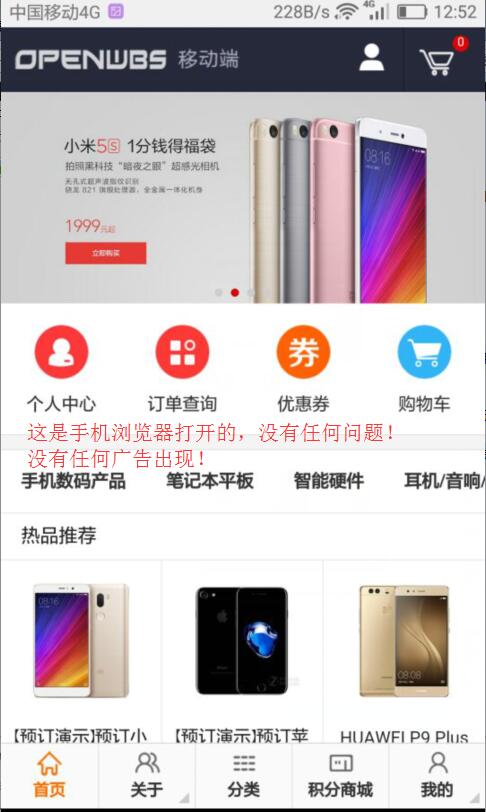 中国移动4G
228B/s
4G
12:52
OPENWBS 移动端
0
小米5S 1分钱得福袋
拍照黑科技“暗夜之眼”超感光相机
无孔式超声波指纹识别
骁龙 821 旗舰处理器，全金属一体化机身
1999元起
立即购买
08:16
券
个人中心 订单查询 优惠券 购物车
这是手机浏览器打开的，没有任何问题！
没有任何广告出现！
手机数码产品 笔记本平板 智能硬件 耳机/音响/
热品推荐
08:16
08:08
【预订演示】预订小 【预订演示】预订苹 HUAWEI P9 Plus
首页 关于 分类 积分商城 我的